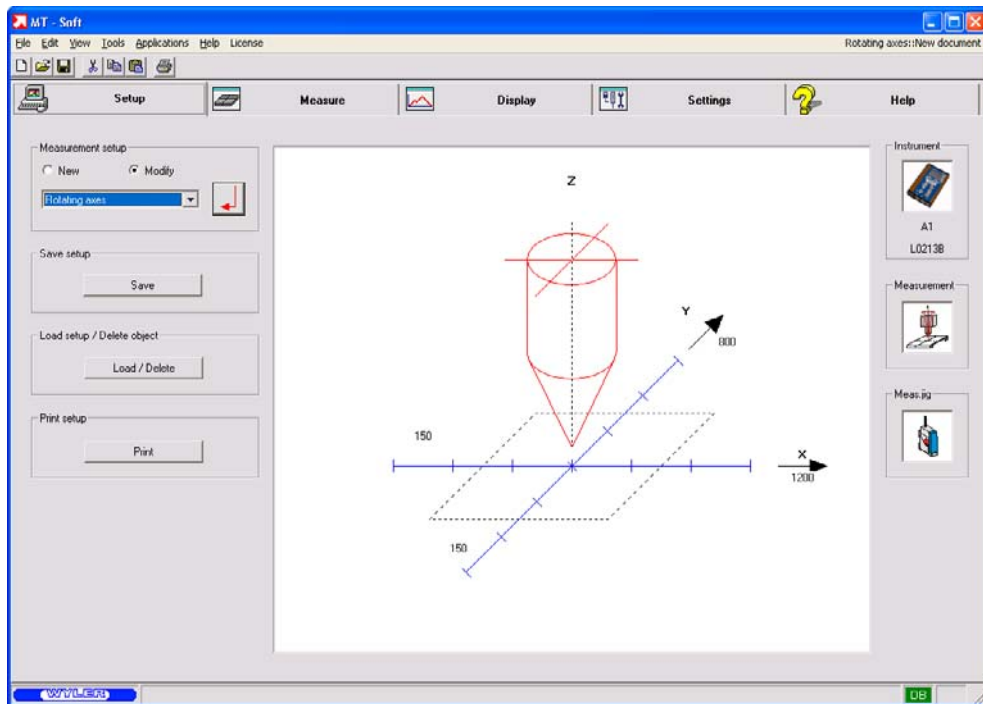 MT - Soft
File Edit View Tools Applications Help License
Rotating axes::New document
Setup
Measure
Display
Settings
Help
Measurement setup
New
Modify
Rotating axes
Save setup
Save
Load setup / Delete object
Load / Delete
Print setup
Print
Z
Y
800
150
X
1200
150
Instrument
A1
L0213B
Measurement
Meas.jig
WYLER
DB